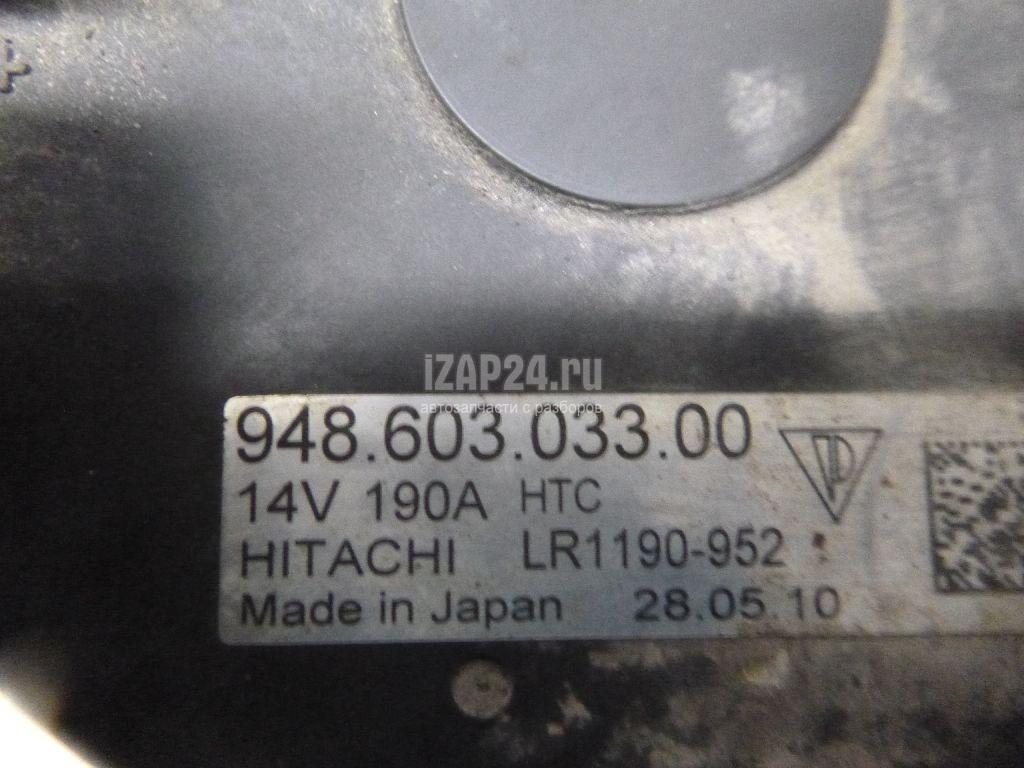 iZAP24.ru
автозапчасти с разборов
948.603.033.00
14V 190A HTC
HITACHI LR1190-952
Made in Japan 28.05.10